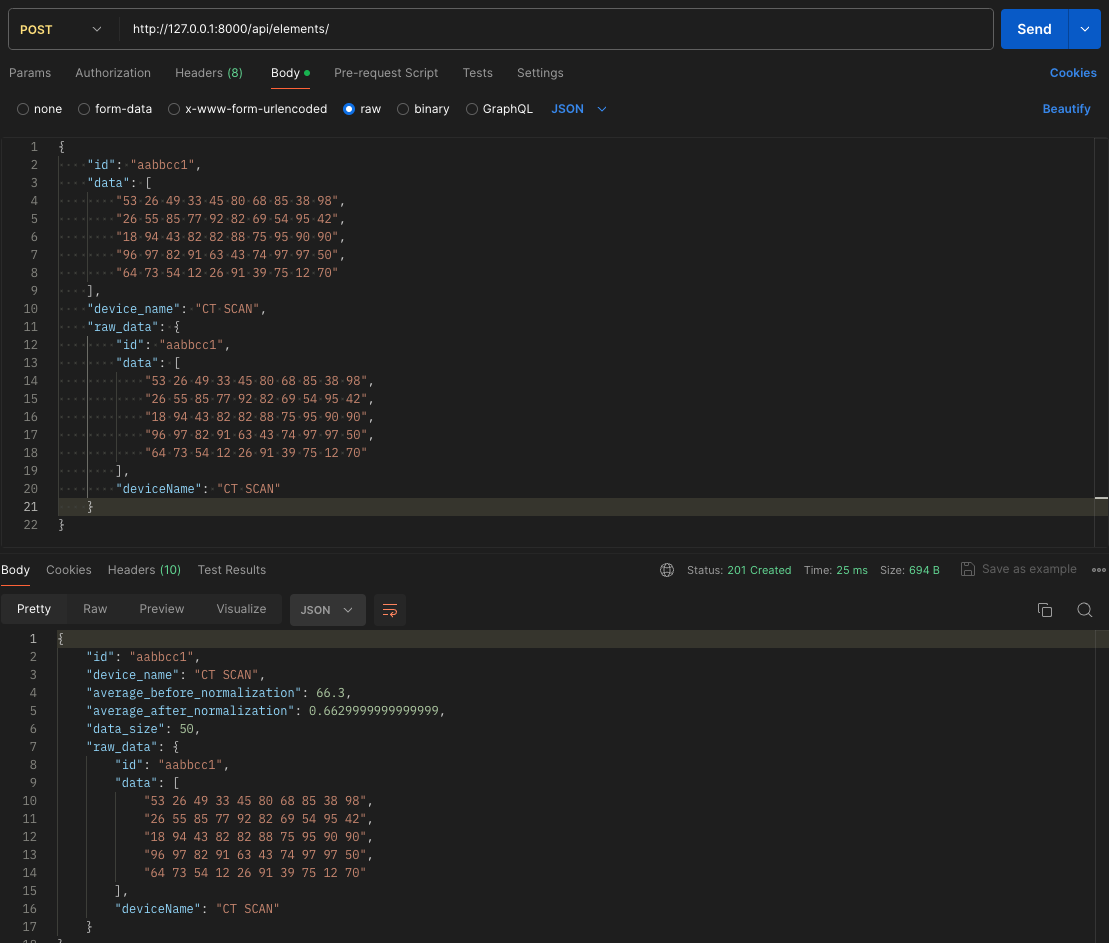 POST http://127.0.0.1:8000/api/elements/ Send
Params Authorization Headers (8) Body Pre-request Script Tests Settings Cookies
none form-data x-www-form-urlencoded raw binary GraphQL JSON Beautify
1 {
2 ····"id":·"aabbcc1",
3 ····"data":·[
4 ········"53·26·49·33·45·80·68·85·38·98",
5 ········"26·55·85·77·92·82·69·54·95·42",
6 ········"18·94·43·82·82·88·75·95·90·90",
7 ········"96·97·82·91·63·43·74·97·97·50",
8 ········"64·73·54·12·26·91·39·75·12·70"
9 ····],
10 ····"device_name":·"CT·SCAN",
11 ····"raw_data":·{
12 ········"id":·"aabbcc1",
13 ········"data":·[
14 ············"53·26·49·33·45·80·68·85·38·98",
15 ············"26·55·85·77·92·82·69·54·95·42",
16 ············"18·94·43·82·82·88·75·95·90·90",
17 ············"96·97·82·91·63·43·74·97·97·50",
18 ············"64·73·54·12·26·91·39·75·12·70"
19 ········],
20 ········"deviceName":·"CT·SCAN"
21 ····}
22 }
Body Cookies Headers (10) Test Results Status: 201 Created Time: 25 ms Size: 694 B Save as example
Pretty Raw Preview Visualize JSON
1 {
2 "id": "aabbcc1",
3 "device_name": "CT SCAN",
4 "average_before_normalization": 66.3,
5 "average_after_normalization": 0.6629999999999999,
6 "data_size": 50,
7 "raw_data": {
8 "id": "aabbcc1",
9 "data": [
10 "53 26 49 33 45 80 68 85 38 98",
11 "26 55 85 77 92 82 69 54 95 42",
12 "18 94 43 82 82 88 75 95 90 90",
13 "96 97 82 91 63 43 74 97 97 50",
14 "64 73 54 12 26 91 39 75 12 70"
15 ],
16 "deviceName": "CT SCAN"
17 }